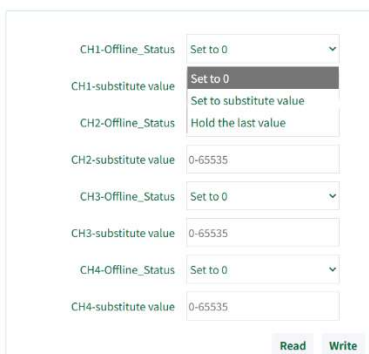 CH1-Offline_Status Set to 0
Set to 0
CH1-substitute value
Set to substitute value
CH2-Offline_Status Hold the last value
CH2-substitute value 0-65535
CH3-Offline_Status Set to 0
CH3-substitute value 0-65535
CH4-Offline_Status Set to 0
CH4-substitute value 0-65535
Read Write